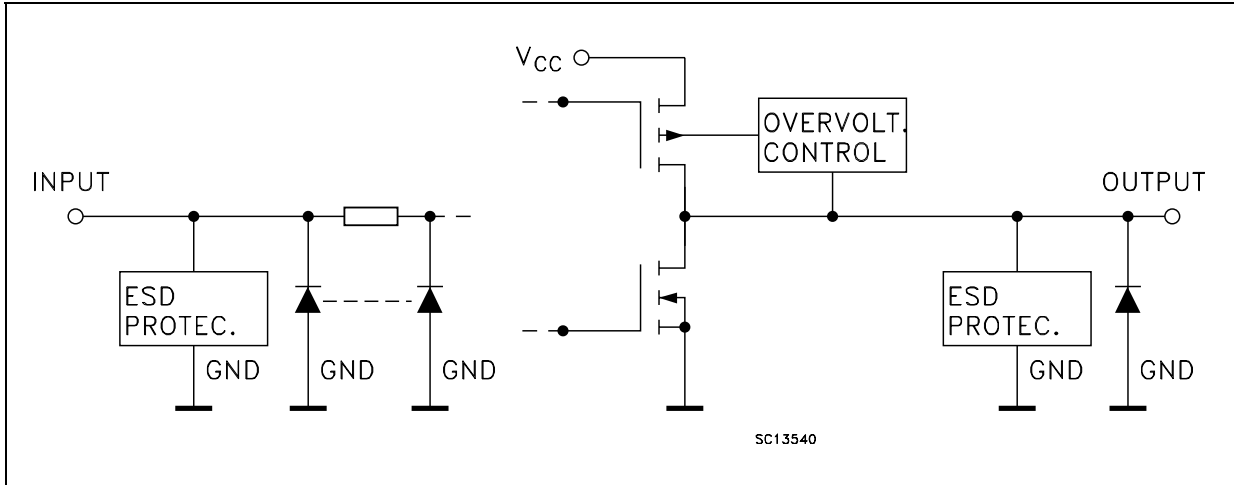 VCC
OVERVOLT.
CONTROL
INPUT
OUTPUT
ESD
PROTEC.
ESD
PROTEC.
GND
GND
GND
GND
GND
SC13540